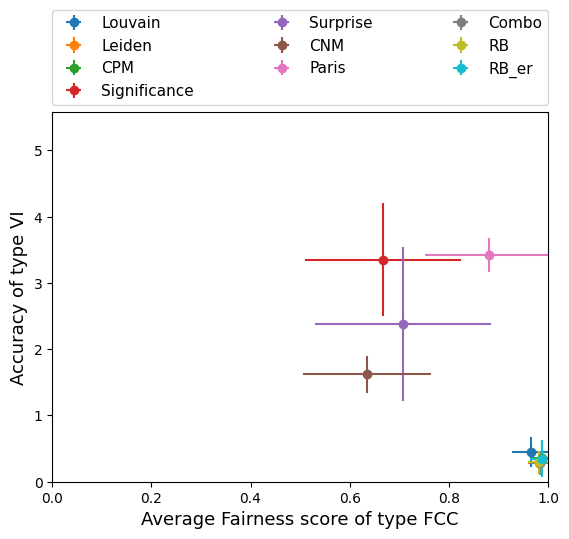 Louvain
Leiden
CPM
Significance
Surprise
CNM
Paris
Combo
RB
RB_er
Accuracy of type VI
5
4
3
2
1
0
0.0 0.2 0.4 0.6 0.8 1.0
Average Fairness score of type FCC